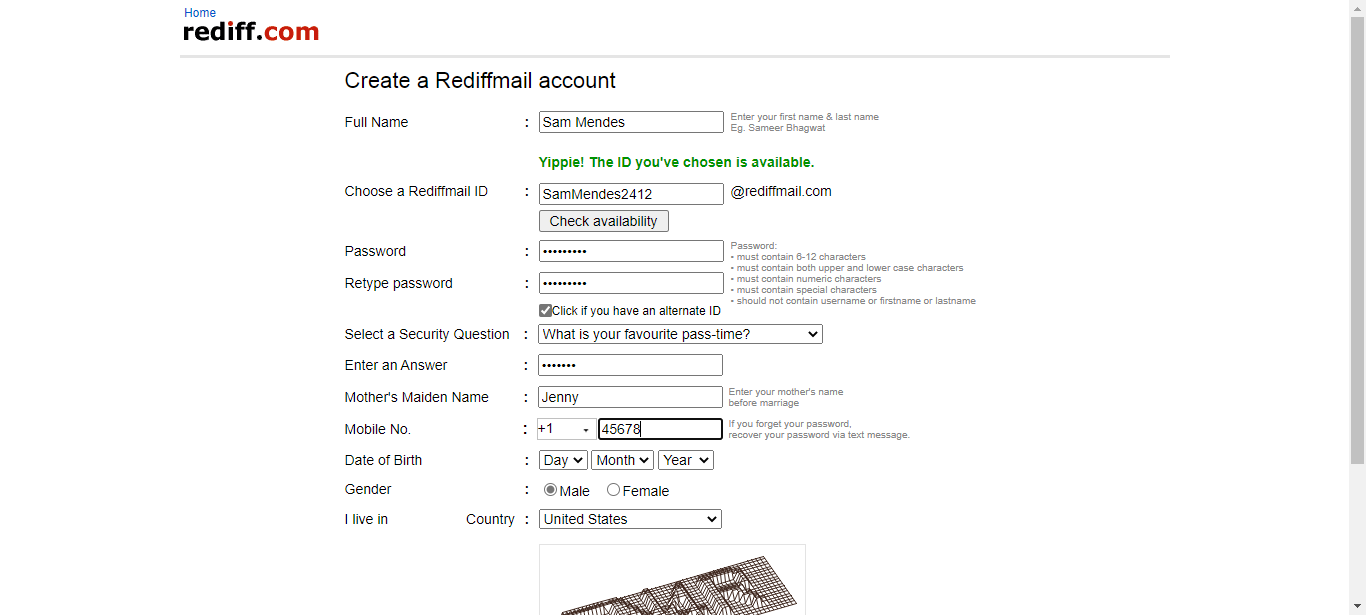 Home
rediff.com
Create a Rediffmail account
Full Name : Sam Mendes Enter your first name & last name
Eg. Sameer Bhagwat
Yippie! The ID you've chosen is available.
Choose a Rediffmail ID : SamMendes2412 @rediffmail.com
Check availability
Password : ••••••••• Password:
• must contain 6-12 characters
• must contain both upper and lower case characters
• must contain numeric characters
• must contain special characters
• should not contain username or firstname or lastname
Retype password : •••••••••
Click if you have an alternate ID
Select a Security Question : What is your favourite pass-time?
Enter an Answer : •••••••
Mother's Maiden Name : Jenny Enter your mother's name
before marriage
Mobile No. : +1 45678 If you forget your password,
recover your password via text message.
Date of Birth : Day Month Year
Gender : Male Female
I live in Country : United States